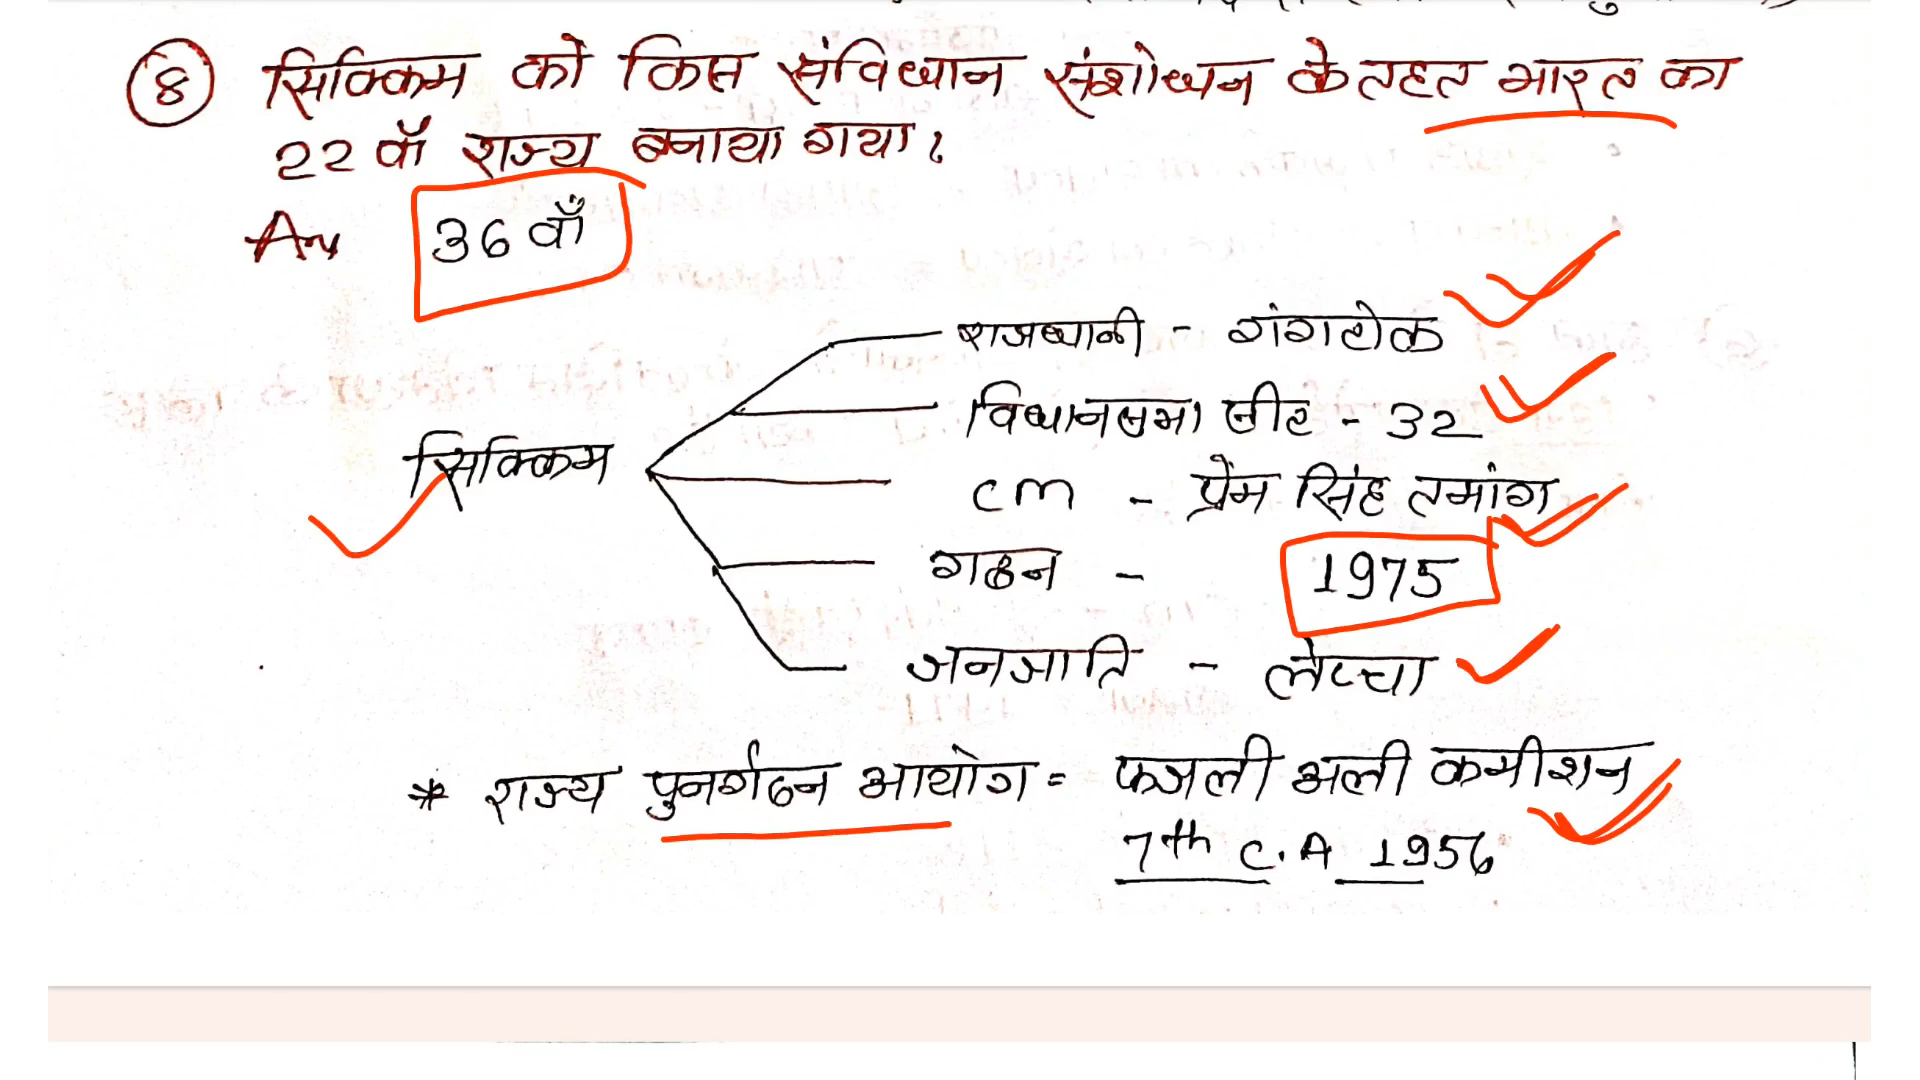 8 सिक्किम को किस संविधान संशोधन के तहत भारत का
22 वाँ राज्य बनाया गया।
Ans 36 वाँ
राजधानी - गंगटोक
विधानसभा सीट - 32
सिक्किम
cm - प्रेम सिंह तमांग
गठन - 1975
जनजाति - लेप्चा
* राज्य पुनर्गठन आयोग = फजली अली कमीशन
7th C.A 1956